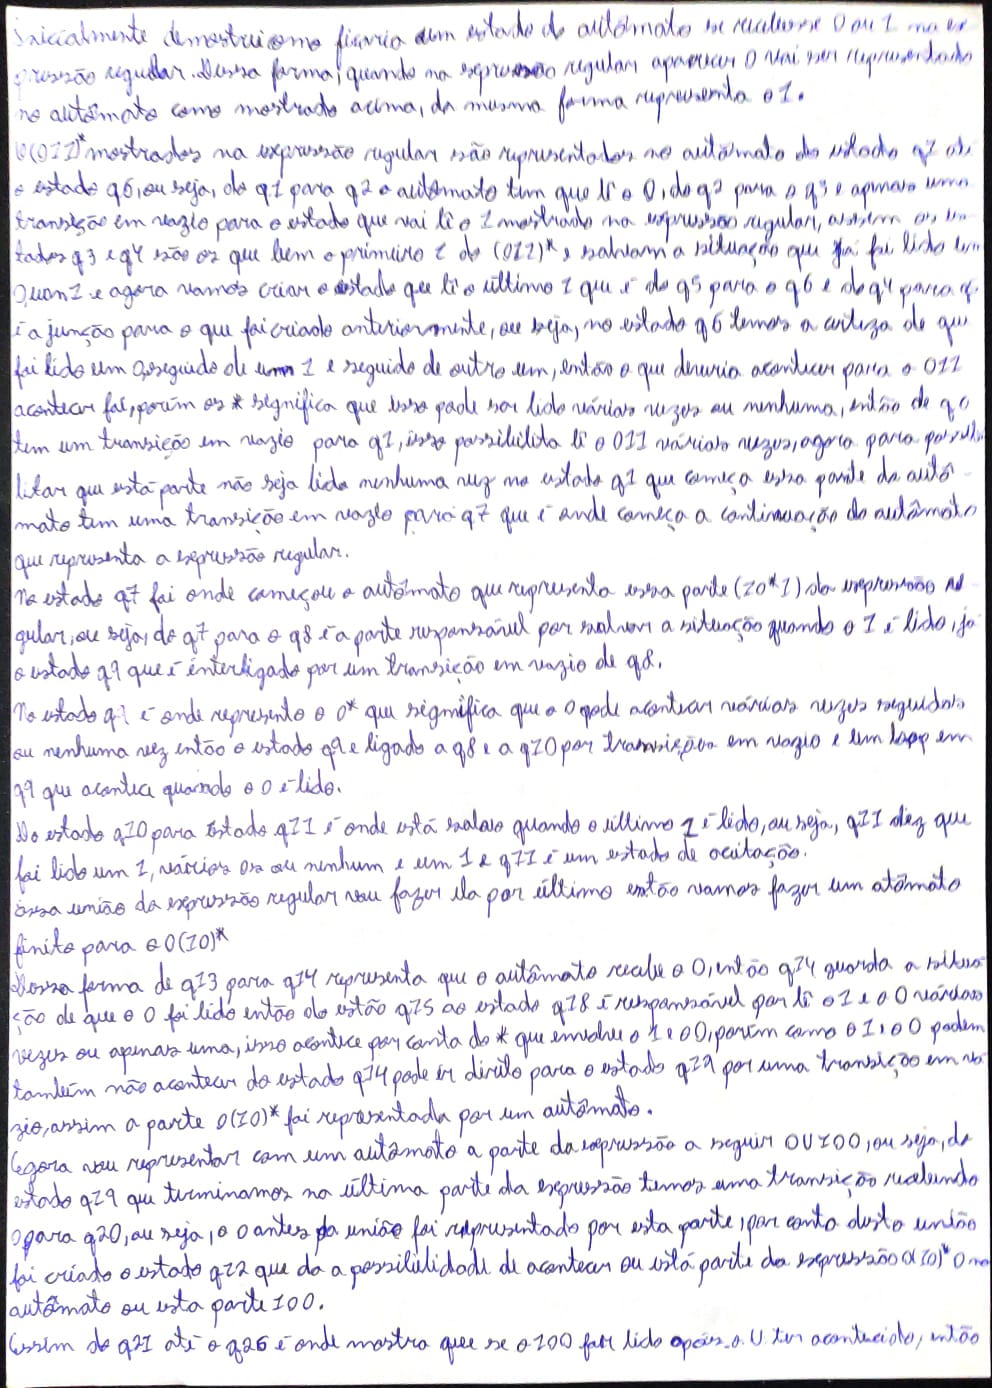 Inicialmente demostrei como ficaria um estado do autômato se recebesse 0 ou 1 na ex-
pressão regular. Dessa forma, quando na expressão regular aparecer 0 vai ser representado
no autômato como mostrado acima, da mesma forma representa o 1.
O (011)* mostrados na expressão regular são representados no autômato do estado q1 até
o estado q6, ou seja, do q1 para q2 o autômato tem que lê o 0, do q2 para o q3 e apenas uma
transição em vazio para o estado que vai lê o 1 mostrado na expressão regular, assim os es-
tados q3 e q4 são os que leem o primeiro 1 do (011)*, salvam a situação que já foi lido um
0, um 1 e agora vamos criar o estado que lê o último 1 que é do q5 para o q6 e do q4 para
é a junção para o que foi criado anteriormente, ou seja, no estado q6 temos a certeza de que
foi lido um 0, seguido de um 1 e seguido de outro um, então o que deveria acontecer para o 011
acontecer foi, porém os * significa que isso pode ser lido várias vezes ou nenhuma, então de
tem um transição em vazio para q1, isso possibilita lê o 011 várias vezes, agora para possibi-
litar que está parte não seja lida nenhuma vez no estado q1 que começa essa parte do autô-
mato tem uma transição em vazio para q7 que é onde começa a continuação do autômato
que representa a expressão regular.
No estado q7 foi onde começou o autômato que representa essa parte (10*1) da expressão re-
gular, ou seja, do q7 para o q8 é a parte responsável por salvar a situação quando o 1 é lido, já
o estado q9 que é interligado por um transição em vazio de q8.
No estado q9 é onde represento o 0* que significa que o 0 pode acontecer várias vezes seguidas
ou nenhuma vez então o estado q9 e ligado a q8 e a q10 por transições em vazio e um loop em
q9 que acontece quando o 0 é lido.
Do estado q10 para estado q11 é onde está salvo quando o último 1 é lido, ou seja, q11 diz que
foi lido um 1, vários 0s ou nenhum e um 1 e q11 é um estado de aceitação.
essa união da expressão regular vou fazer ela por último então vamos fazer um atômato
finito para o 0(10)*
Dessa forma de q13 para q14 representa que o autômato recebe o 0, então q14 guarda a situa-
ção de que o 0 foi lido então do estão q15 ao estado q18 é responsável por lê o 1 e o 0 várias
vezes ou apenas uma, isso acontece por conta do * que envolve o 1 e o 0, porém como o 1 e o 0 podem
também não acontecer do estado q14 pode ir direito para o estado q19 por uma transição em va-
zio, assim a parte 0(10)* foi representada por um autômato.
Agora vou representar com um autômato a parte da expressão a seguir 0U100, ou seja, do
estado q19 que terminamos na última parte da expressão temos uma transição recebendo
0 para q20, ou seja, o 0 antes da união foi representado por esta parte, por conta desta união
foi criado o estado q12 que da a possibilidade de acontecer ou está parte da expressão 0(10)*0 no
autômato ou esta parte 100.
Assim do q21 até o q26 é onde mostra que se o 100 for lido após o U ter acontecido, então